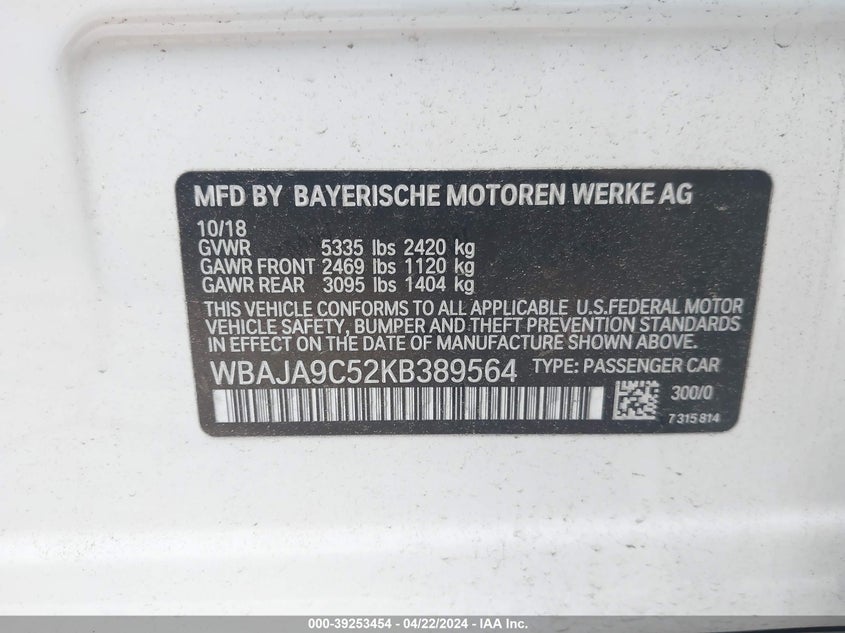 MFD BY BAYERISCHE MOTOREN WERKE AG
10/18
GVWR 5335 lbs 2420 kg
GAWR FRONT 2469 lbs 1120 kg
GAWR REAR 3095 lbs 1404 kg
THIS VEHICLE CONFORMS TO ALL APPLICABLE U.S.FEDERAL MOTOR
VEHICLE SAFETY, BUMPER AND THEFT PREVENTION STANDARDS
IN EFFECT ON THE DATE OF MANUFACTURE SHOWN ABOVE.
WBAJA9C52KB389564 TYPE: PASSENGER CAR
300/0
7315814
000-39253454 - 04/22/2024 - IAA Inc.